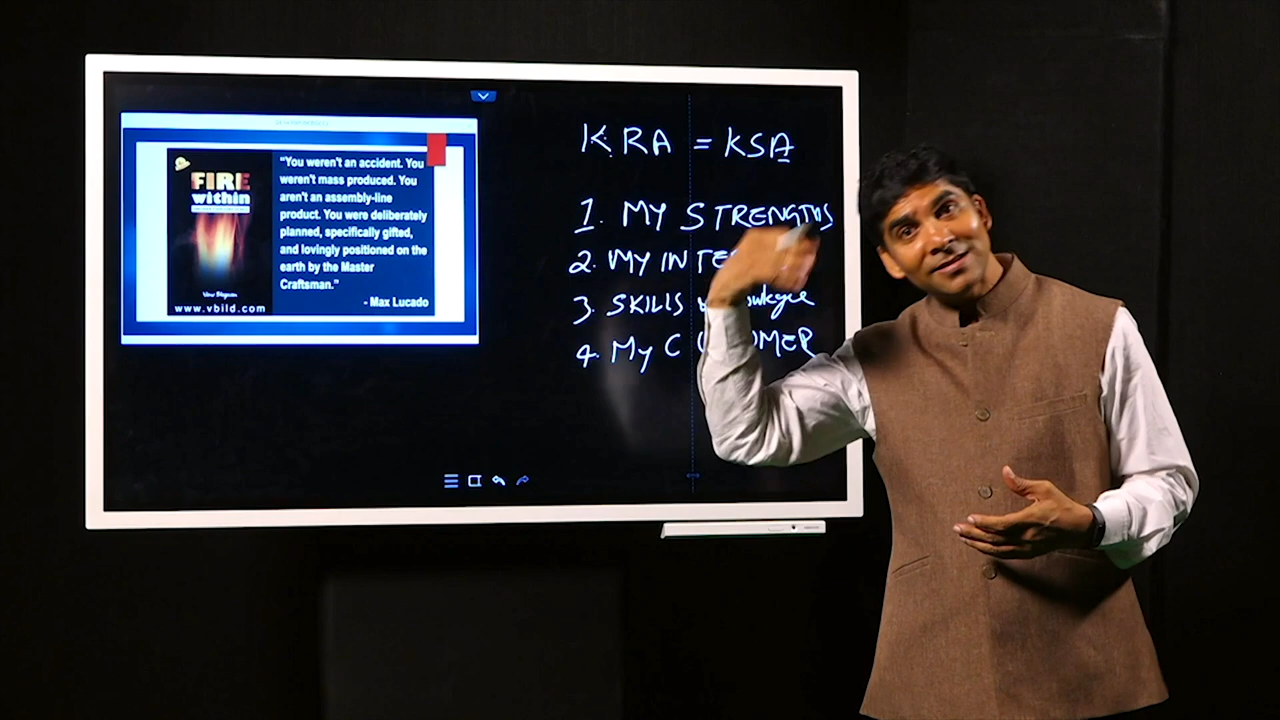 FIRE
within
www.vbild.com
"You weren't an accident. You
weren't mass produced. You
aren't an assembly-line
product. You were deliberately
planned, specifically gifted,
and lovingly positioned on the
earth by the Master
Craftsman."
- Max Lucado
KRA = KSA
1. MY STRENGTHS
2. MY
3. SKILLS
4. My